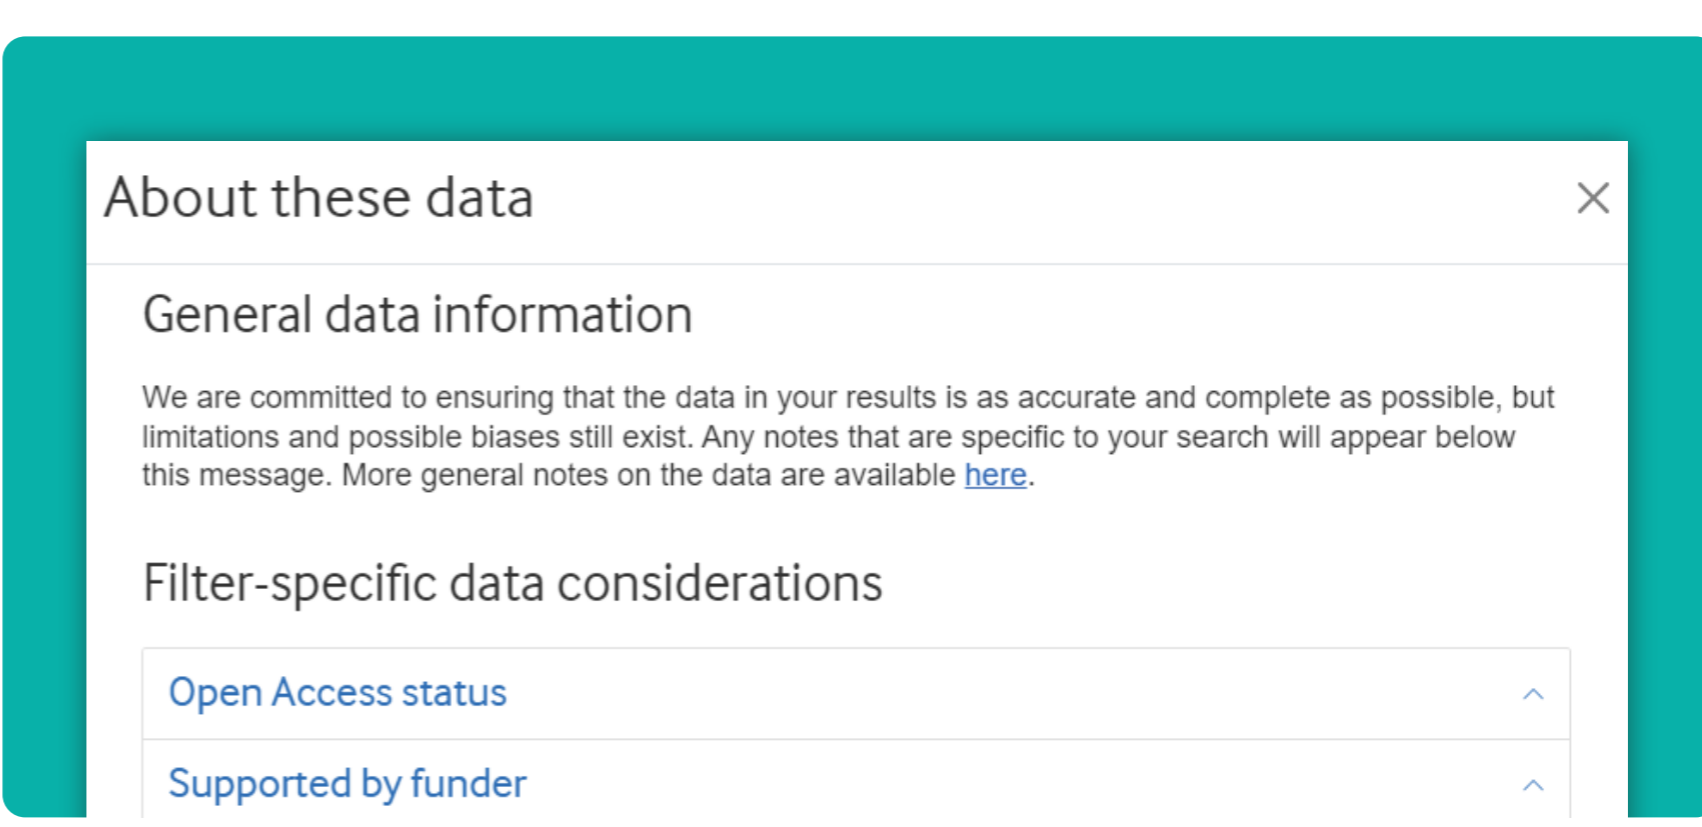 About these data
General data information
We are committed to ensuring that the data in your results is as accurate and complete as possible, but
limitations and possible biases still exist. Any notes that are specific to your search will appear below
this message. More general notes on the data are available here.
Filter-specific data considerations
Open Access status
Supported by funder